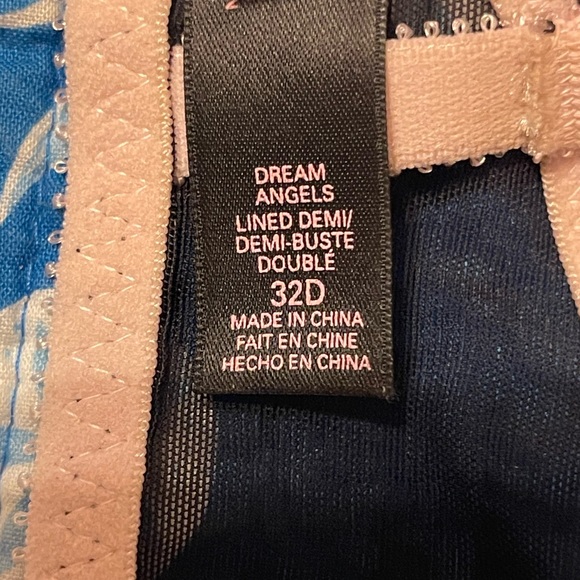 DREAM
ANGELS
LINED DEMI/
DEMI-BUSTE
DOUBLÉ
32D
MADE IN CHINA
FAIT EN CHINE
HECHO EN CHINA